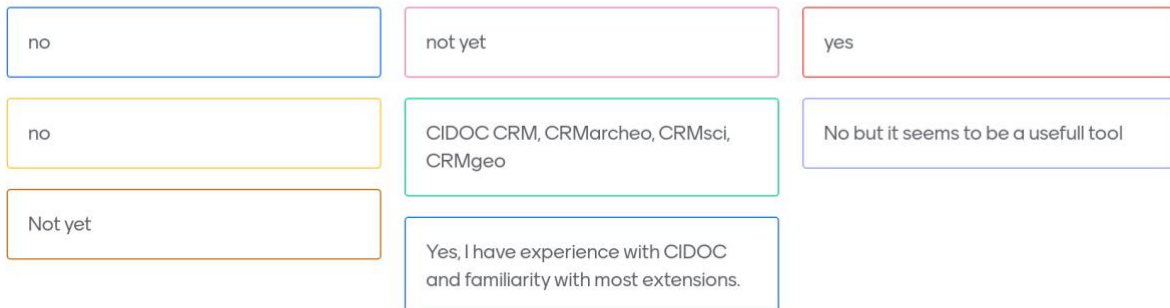 no
not yet
yes
no
CIDOC CRM, CRMarcheo, CRMsci,
CRMgeo
No but it seems to be a usefull tool
Not yet
Yes, I have experience with CIDOC
and familiarity with most extensions.